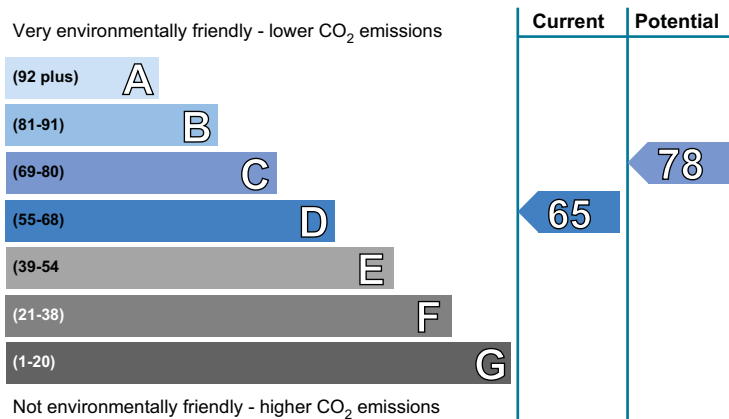 Very environmentally friendly - lower CO₂ emissions
Current
Potential
(92 plus) A
(81-91) B
(69-80) C
78
(55-68) D
65
(39-54 E
(21-38) F
(1-20) G
Not environmentally friendly - higher CO₂ emissions